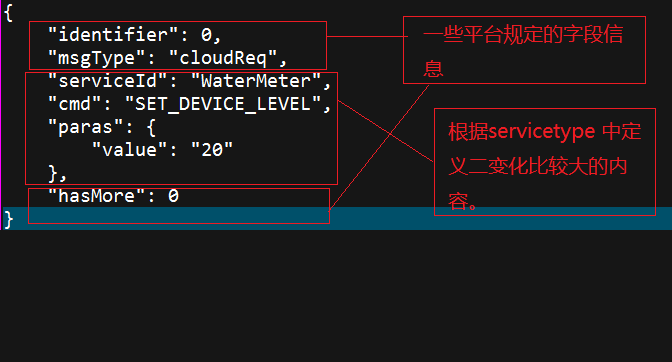 {
"identifier": 0,
"msgType": "cloudReq",
"serviceId": "WaterMeter",
"cmd": "SET_DEVICE_LEVEL",
"paras": {
"value": "20"
},
"hasMore": 0
}
一些平台规定的字段信
息
根据servicetype 中定
义二变化比较大的内
容。